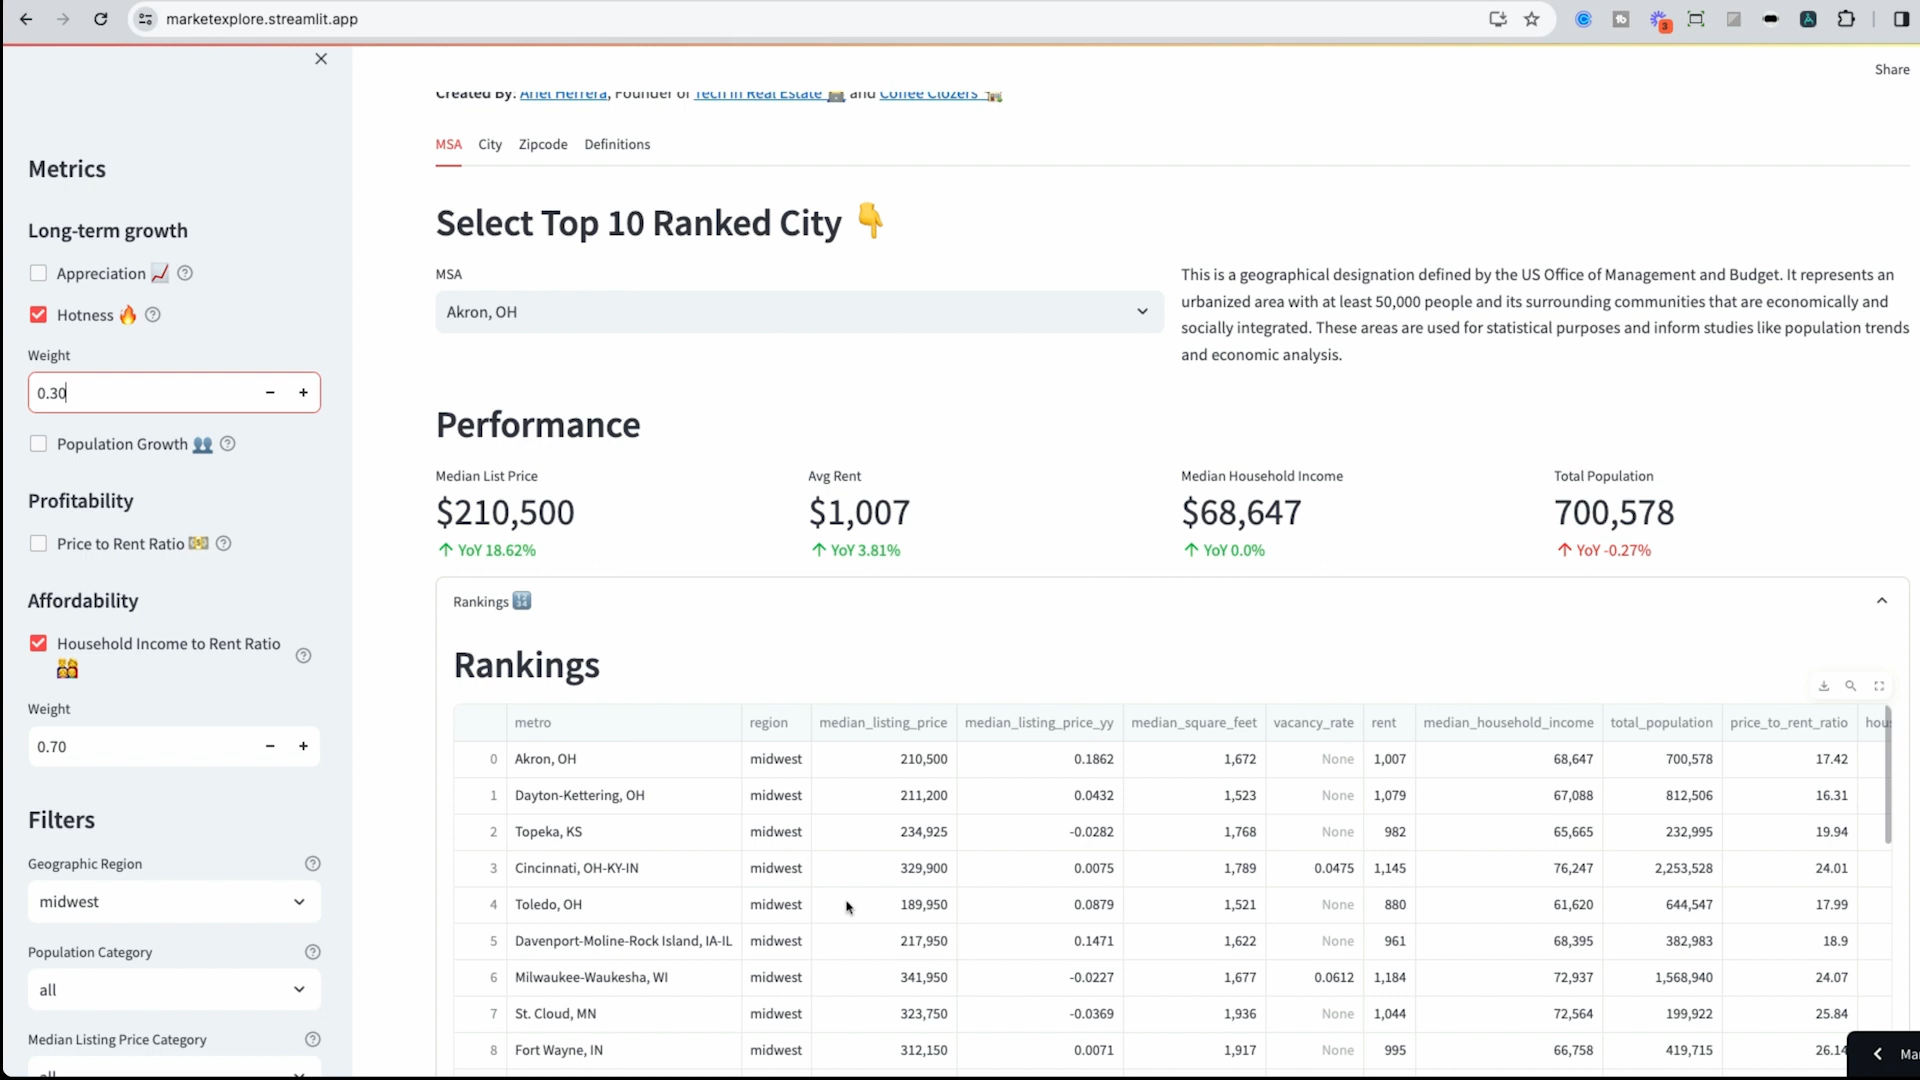 marketexplore.streamlit.app
3
Share
Created By: Ariel Herrera, Founder of Tech in Real Estate and Coffee Clozers
MSA City Zipcode Definitions
Metrics
Long-term growth
Appreciation
Hotness
Weight
0.30
Population Growth
Profitability
Price to Rent Ratio
Affordability
Household Income to Rent Ratio
Weight
0.70
Filters
Geographic Region
midwest
Population Category
all
Median Listing Price Category
all
Select Top 10 Ranked City
MSA
Akron, OH
This is a geographical designation defined by the US Office of Management and Budget. It represents an
urbanized area with at least 50,000 people and its surrounding communities that are economically and
socially integrated. These areas are used for statistical purposes and inform studies like population trends
and economic analysis.
Performance
Median List Price Avg Rent Median Household Income Total Population
$210,500 $1,007 $68,647 700,578
YoY 18.62% YoY 3.81% YoY 0.0% YoY -0.27%
Rankings
Rankings
metro region median_listing_price median_listing_price_yy median_square_feet vacancy_rate rent median_household_income total_population price_to_rent_ratio
0 Akron, OH midwest 210,500 0.1862 1,672 None 1,007 68,647 700,578 17.42
1 Dayton-Kettering, OH midwest 211,200 0.0432 1,523 None 1,079 67,088 812,506 16.31
2 Topeka, KS midwest 234,925 -0.0282 1,768 None 982 65,665 232,995 19.94
3 Cincinnati, OH-KY-IN midwest 329,900 0.0075 1,789 0.0475 1,145 76,247 2,253,528 24.01
4 Toledo, OH midwest 189,950 0.0879 1,521 None 880 61,620 644,547 17.99
5 Davenport-Moline-Rock Island, IA-IL midwest 217,950 0.1471 1,622 None 961 68,395 382,983 18.9
6 Milwaukee-Waukesha, WI midwest 341,950 -0.0227 1,677 0.0612 1,184 72,937 1,568,940 24.07
7 St. Cloud, MN midwest 323,750 -0.0369 1,936 None 1,044 72,564 199,922 25.84
8 Fort Wayne, IN midwest 312,150 0.0071 1,917 None 995 66,758 419,715 26.14